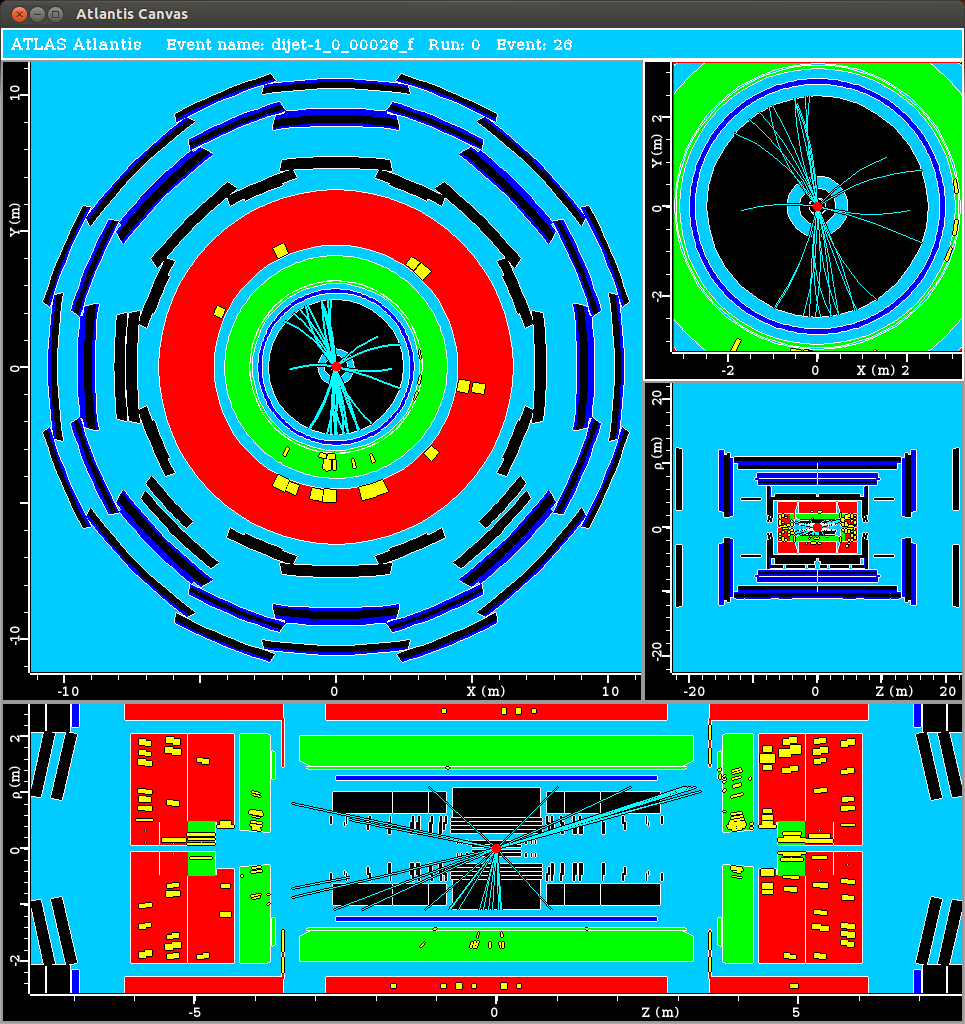 Atlantis Canvas
ATLAS Atlantis Event name: dijet-1_0_00026_f Run: 0 Event: 26
10
Y (m)
0
-10
-10 0 X (m) 10
2
Y (m)
0
-2
-2 0 X (m) 2
20
ρ (m)
0
-20
-20 0 Z (m) 20
2
ρ (m)
0
-2
-5 0 Z (m) 5